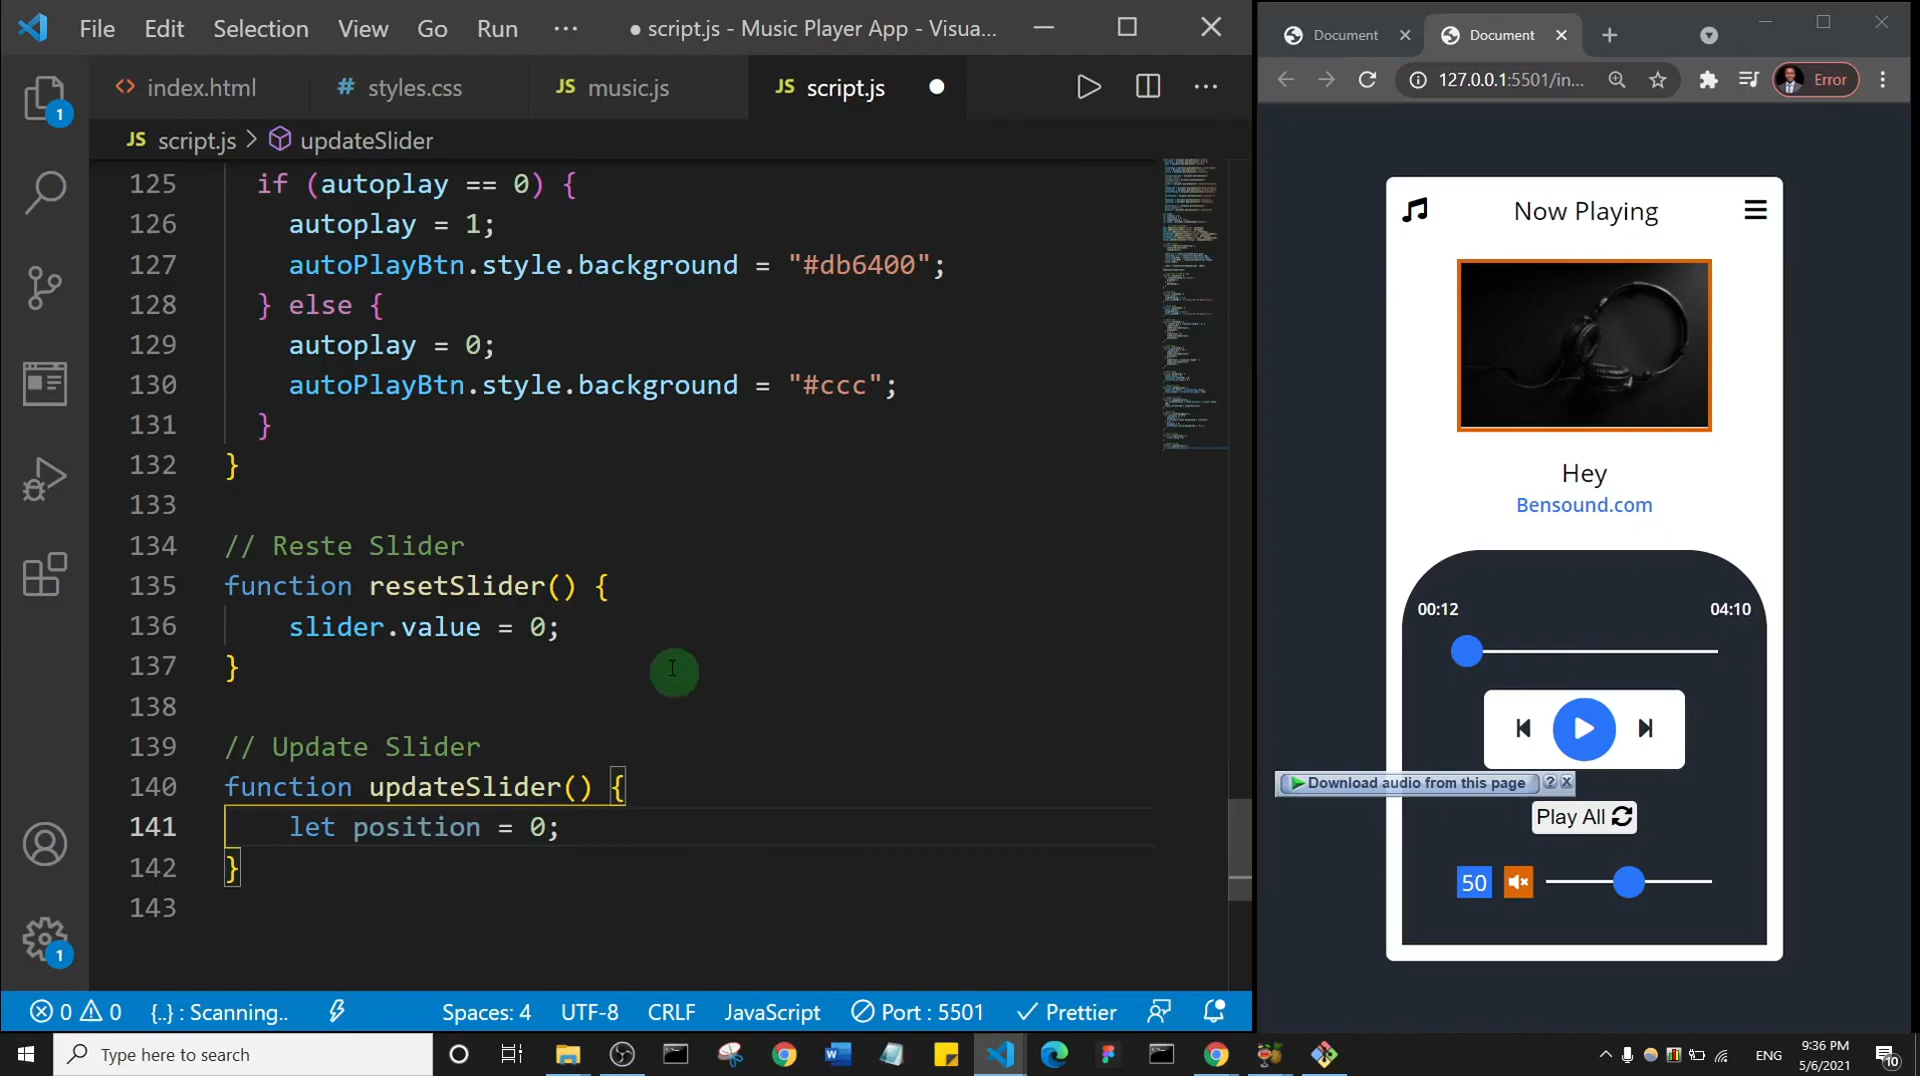 File Edit Selection View Go Run ··· ● script.js - Music Player App - Visua...
index.html styles.css JS music.js JS script.js
JS script.js > updateSlider
125 if (autoplay == 0) {
126 autoplay = 1;
127 autoPlayBtn.style.background = "#db6400";
128 } else {
129 autoplay = 0;
130 autoPlayBtn.style.background = "#ccc";
131 }
132 }
133
134 // Reste Slider
135 function resetSlider() {
136 slider.value = 0;
137 }
138
139 // Update Slider
140 function updateSlider() {
141 let position = 0;
142 }
143
1
1
0 0 {..} : Scanning.. Spaces: 4 UTF-8 CRLF JavaScript Port : 5501 Prettier
Document Document
127.0.0.1:5501/in... Error
Now Playing
Hey
Bensound.com
00:12 04:10
Download audio from this page ?
Play All
50
Type here to search
ENG
9:36 PM
5/6/2021
10